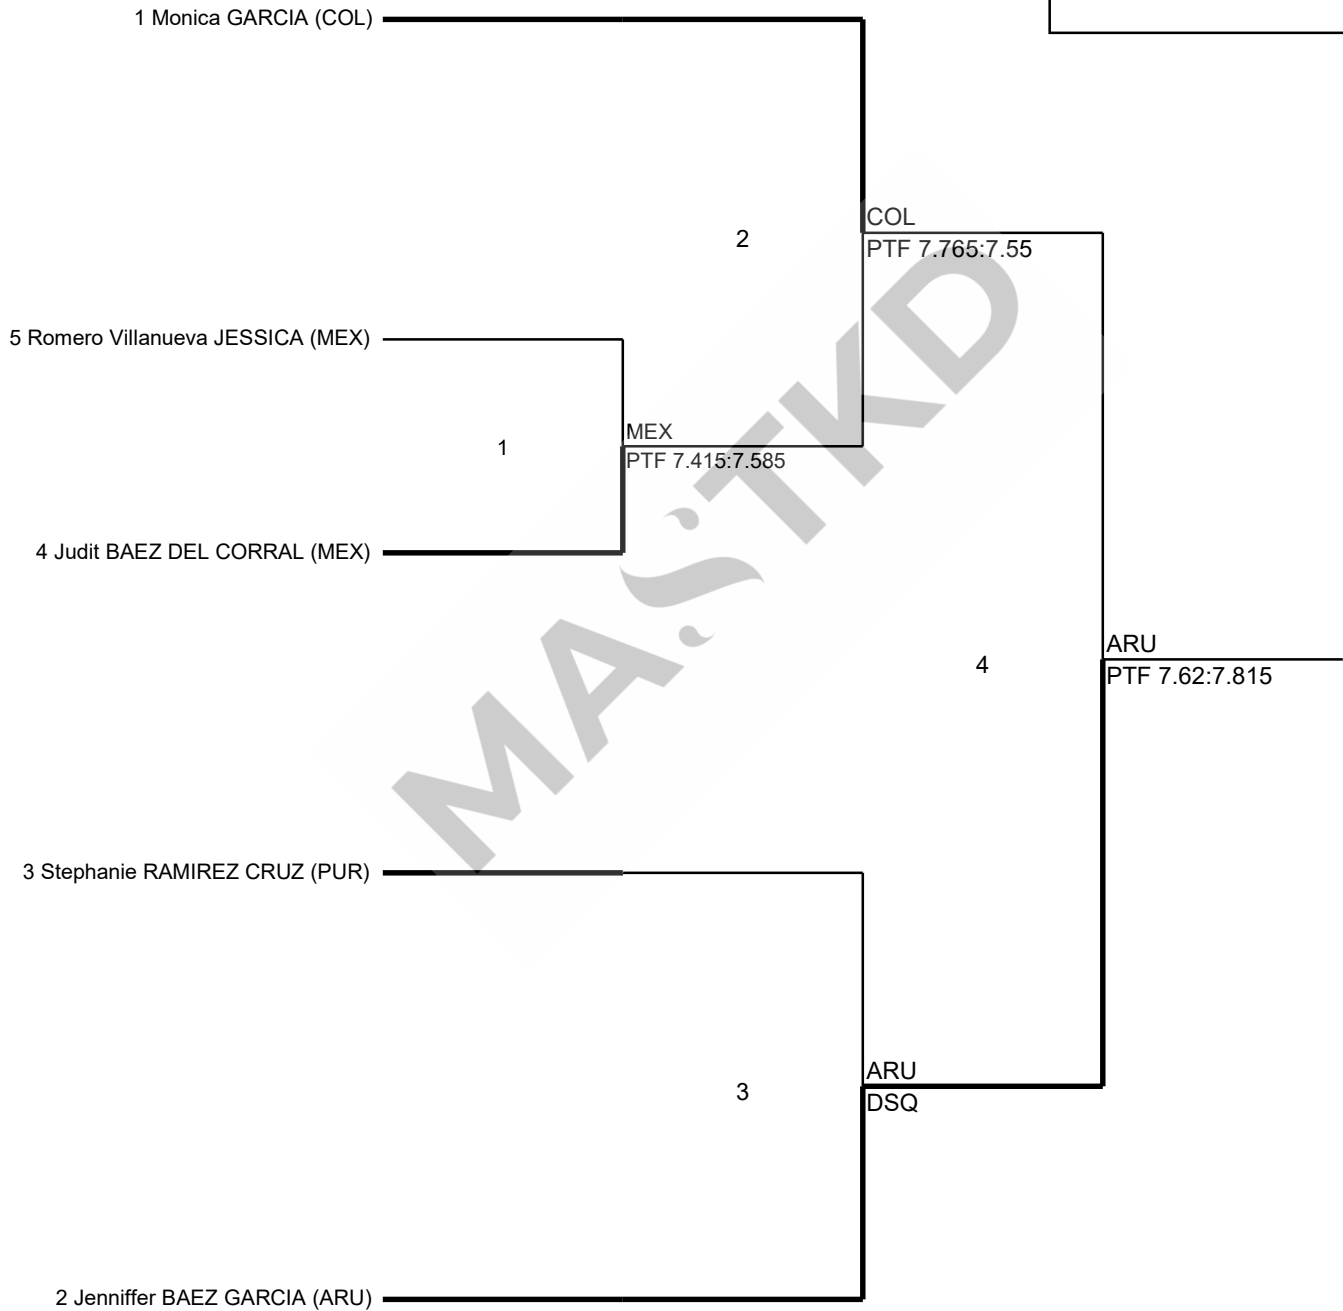 1 Monica GARCIA (COL)
COL
2
PTF 7.765:7.55
5 Romero Villanueva JESSICA (MEX)
MEX
1
PTF 7.415:7.585
4 Judit BAEZ DEL CORRAL (MEX)
MASTKD
ARU
4
PTF 7.62:7.815
3 Stephanie RAMIREZ CRUZ (PUR)
ARU
3
DSQ
2 Jenniffer BAEZ GARCIA (ARU)